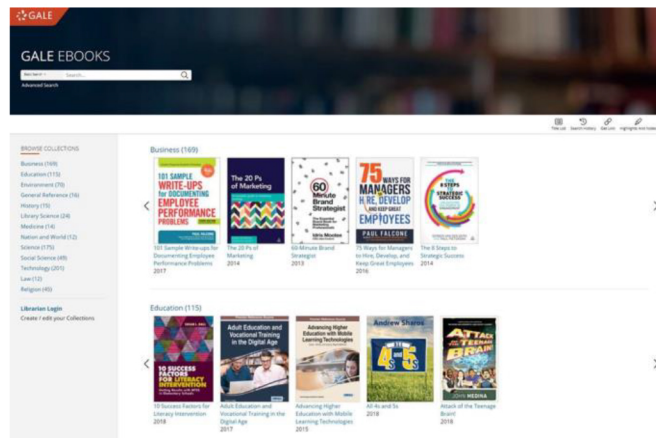 GALE
GALE EBOOKS
Search...
Advanced Search
Title List Search History Get Link Highlights and Notes
BROWSE COLLECTIONS
Business (169)
Education (115)
Environment (70)
General Reference (16)
History (15)
Library Science (24)
Medicine (14)
Nation and World (12)
Science (175)
Social Science (49)
Technology (201)
Law (12)
Religion (40)
Librarian Login
Create / edit your Collections
Business (169)
101 SAMPLE
WRITE-UPS
for DOCUMENTING
EMPLOYEE
PERFORMANCE
PROBLEMS
PAUL FALCONE
The 20 Ps
of Marketing
60
Minute
Brand
Strategist
Idris Mootee
75 WAYS FOR
MANAGERS
TO HIRE, DEVELOP
AND KEEP GREAT
EMPLOYEES
PAUL FALCONE
THE
8 STEPS
TO
STRATEGIC
SUCCESS
101 Sample Write-ups for
Documenting Employee
Performance Problems
2017
The 20 Ps of
Marketing
2014
60-Minute Brand
Strategist
2013
75 Ways for Managers
to Hire, Develop, and
Keep Great Employees
2016
The 8 Steps to
Strategic Success
2014
Education (115)
10 SUCCESS
FACTORS
FOR LITERACY
INTERVENTION
Adult Education and
Vocational Training
in the Digital Age
Advancing Higher
Education with Mobile
Learning Technologies
Andrew Shares
4s and 5s
ATTACK
OF THE TEENAGE
BRAIN!
JOHN MEDINA
10 Success Factors for
Literacy Intervention
2018
Adult Education and
Vocational Training in the
Digital Age
2017
Advancing Higher
Education with Mobile
Learning Technologies
2015
All 4s and 5s
2018
Attack of the Teenage
Brain!
2018